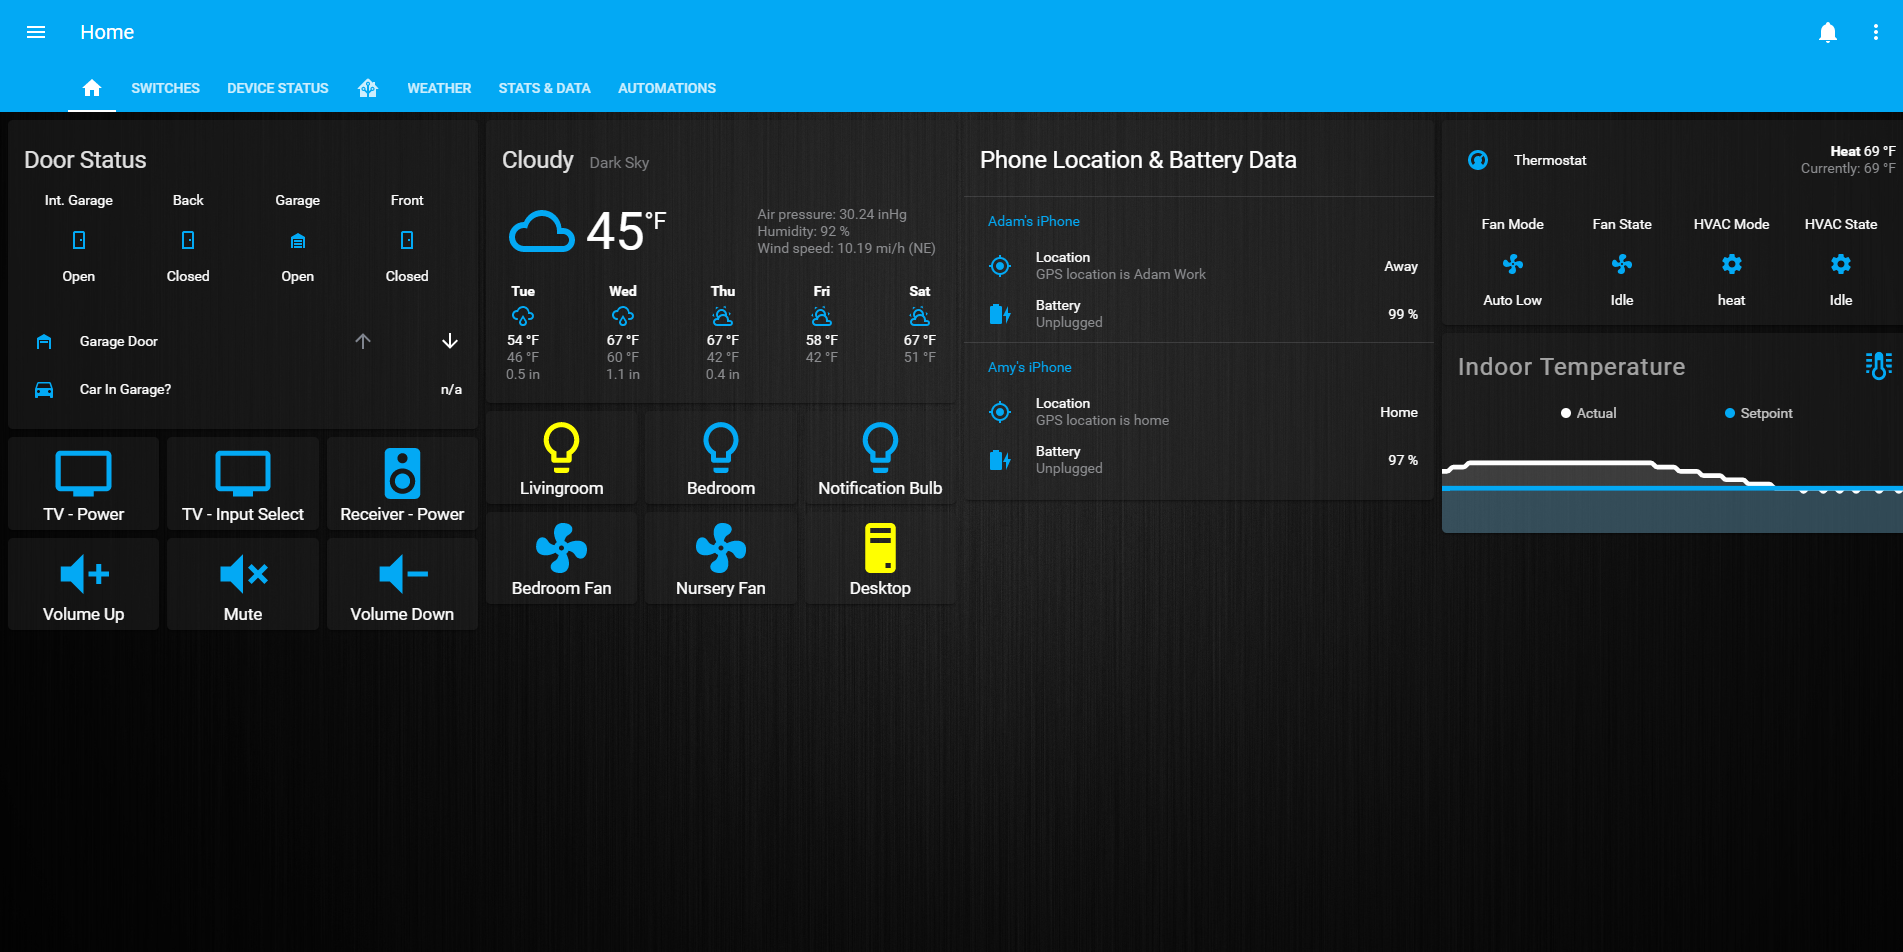 Home
SWITCHES DEVICE STATUS WEATHER STATS & DATA AUTOMATIONS
Door Status
Int. Garage Back Garage Front
Open Closed Open Closed
Garage Door
Car In Garage? n/a
TV - Power TV - Input Select Receiver - Power
Volume Up Mute Volume Down
Cloudy Dark Sky
45°F
Air pressure: 30.24 inHg
Humidity: 92 %
Wind speed: 10.19 mi/h (NE)
Tue Wed Thu Fri Sat
54 °F 67 °F 67 °F 58 °F 67 °F
46 °F 60 °F 42 °F 42 °F 51 °F
0.5 in 1.1 in 0.4 in
Livingroom Bedroom Notification Bulb
Bedroom Fan Nursery Fan Desktop
Phone Location & Battery Data
Adam's iPhone
Location
GPS location is Adam Work
Away
Battery
Unplugged
99 %
Amy's iPhone
Location
GPS location is home
Home
Battery
Unplugged
97 %
Thermostat
Heat 69 °F
Currently: 69 °F
Fan Mode Fan State HVAC Mode HVAC State
Auto Low Idle heat Idle
Indoor Temperature
Actual Setpoint